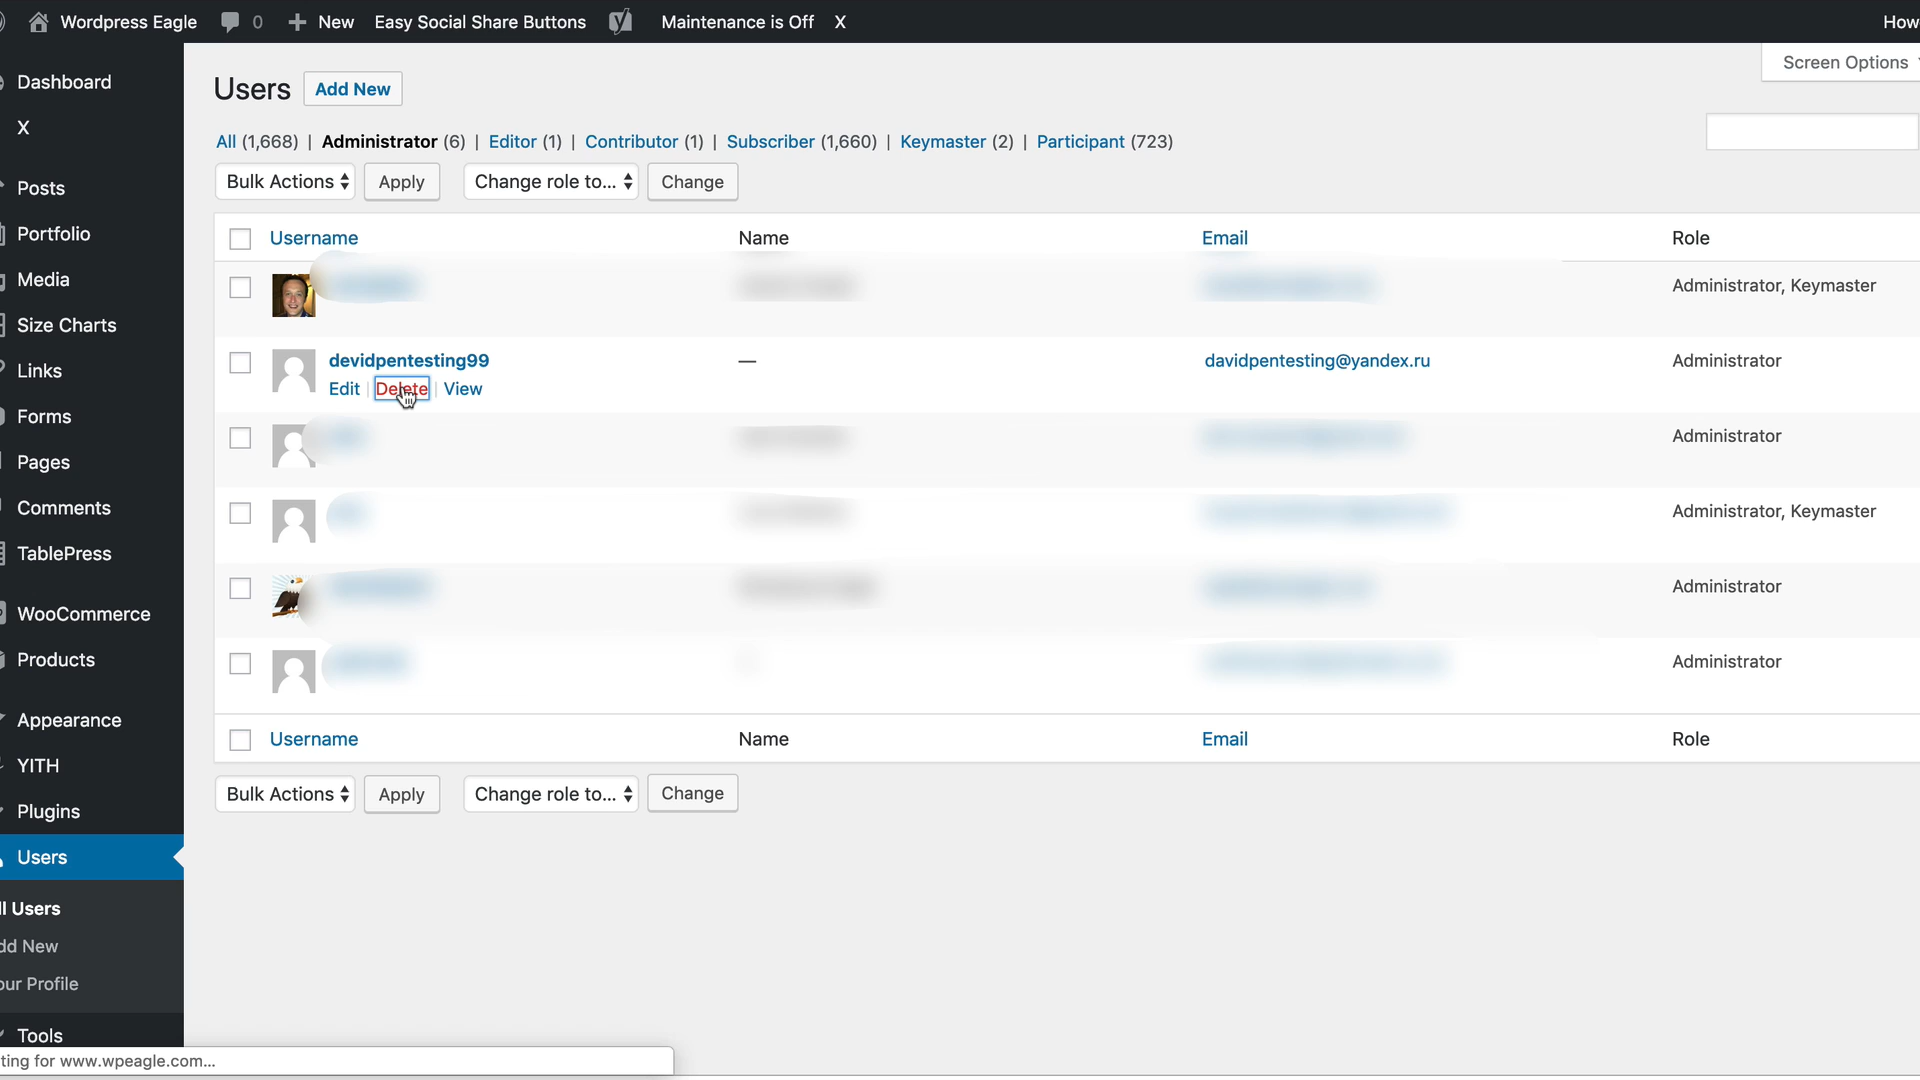 Wordpress Eagle 0 New Easy Social Share Buttons Maintenance is Off X How
Screen Options
Dashboard
X
Posts
Portfolio
Media
Size Charts
Links
Forms
Pages
Comments
TablePress
WooCommerce
Products
Appearance
YITH
Plugins
Users
ll Users
dd New
our Profile
Tools
Users Add New
All (1,668) | Administrator (6) | Editor (1) | Contributor (1) | Subscriber (1,660) | Keymaster (2) | Participant (723)
Bulk Actions Apply Change role to... Change
Username Name Email Role
Administrator, Keymaster
devidpentesting99 — davidpentesting@yandex.ru Administrator
Edit | Delete | View
Administrator
Administrator, Keymaster
Administrator
Administrator
Username Name Email Role
Bulk Actions Apply Change role to... Change
ting for www.wpeagle.com...